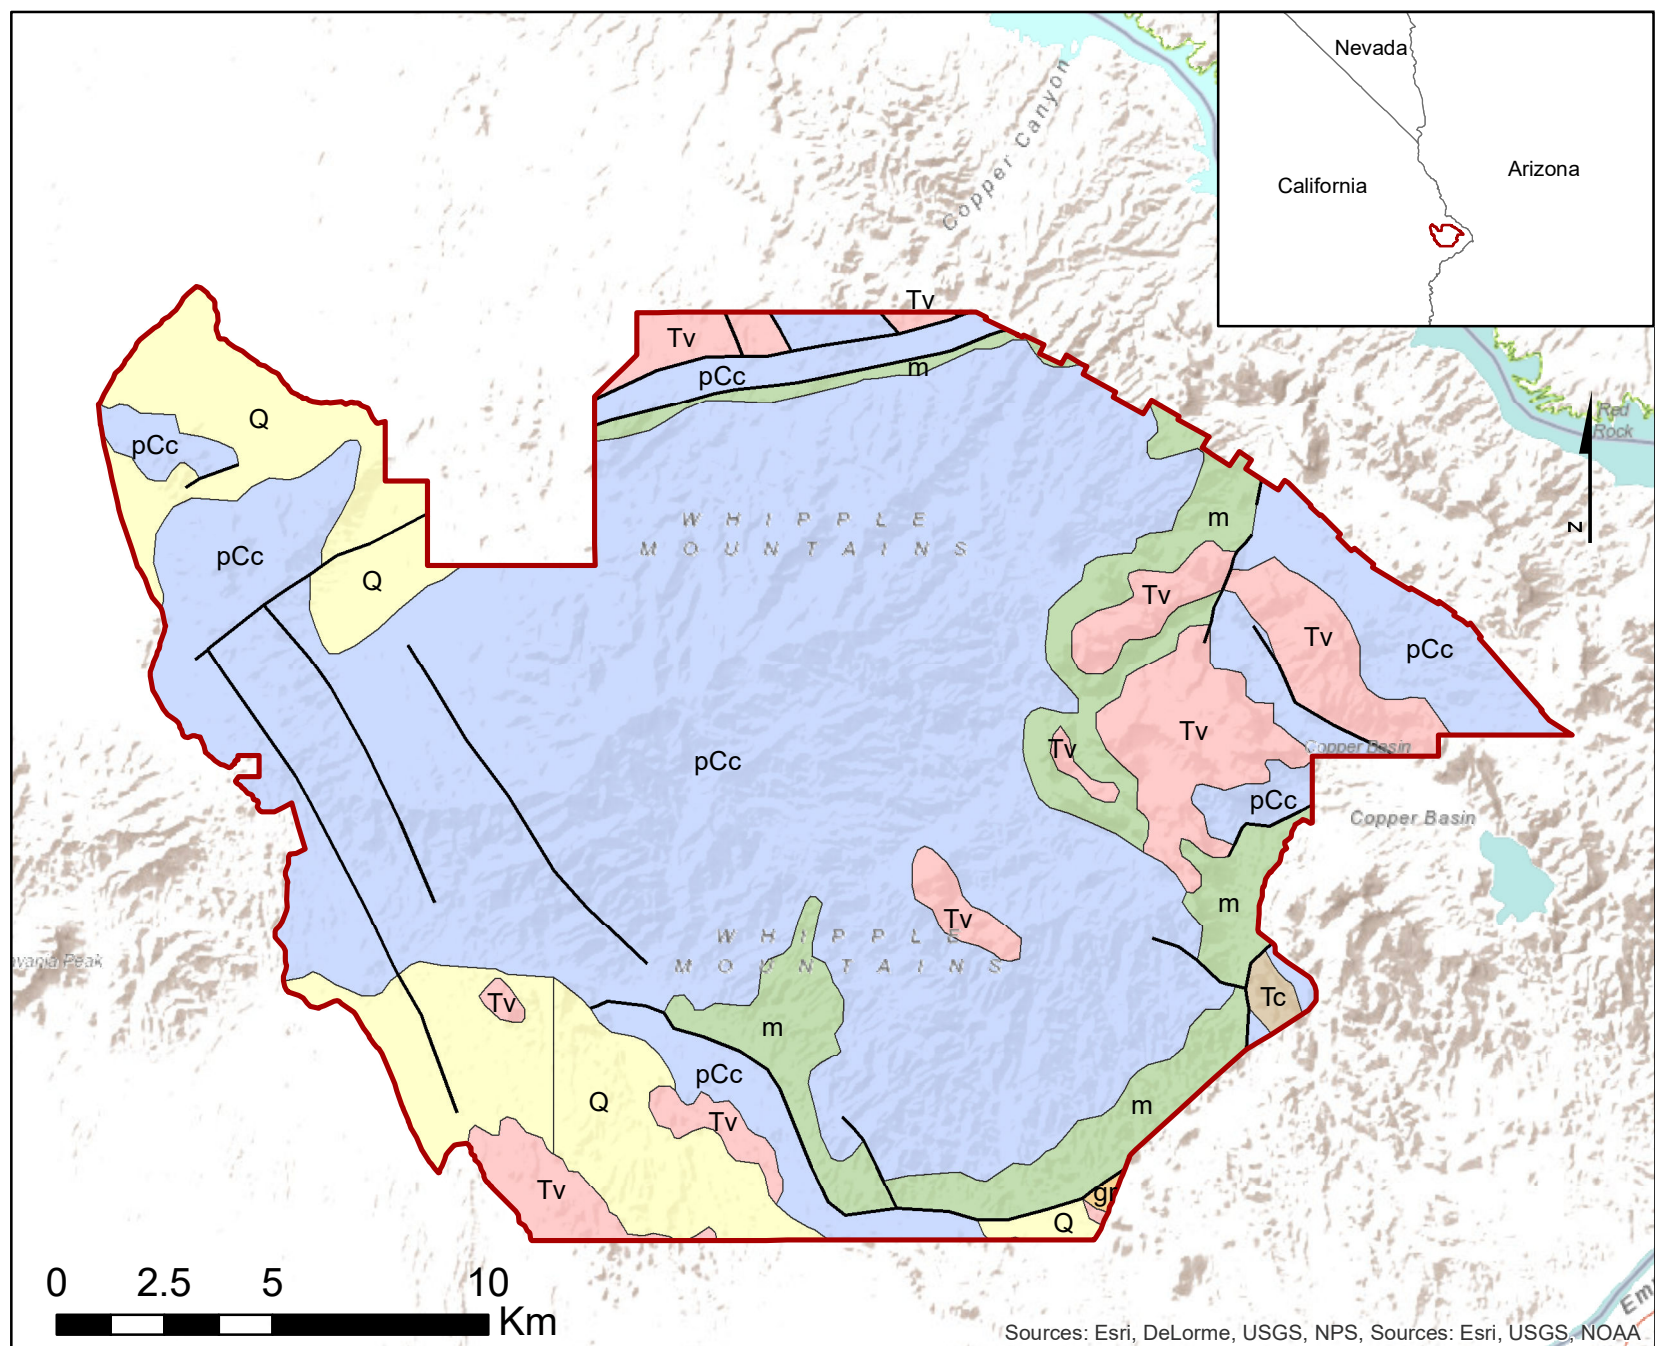 Nevada
California
Arizona
Copper Canyon
Red
Rock
Tv
Tv
pCc
m
Q
pCc
pCc
Q
W H I P P L E
M O U N T A I N S
m
Tv
Tv
pCc
Tv
Tv
Copper Basin
pCc
pCc
Copper Basin
m
Tv
W H I P P L E
M O U N T A I N S
Tv
m
Tc
pCc
Q
Tv
m
Tv
gr
Q
N
0 2.5 5 10
Km
Sources: Esri, DeLorme, USGS, NPS, Sources: Esri, USGS, NOAA